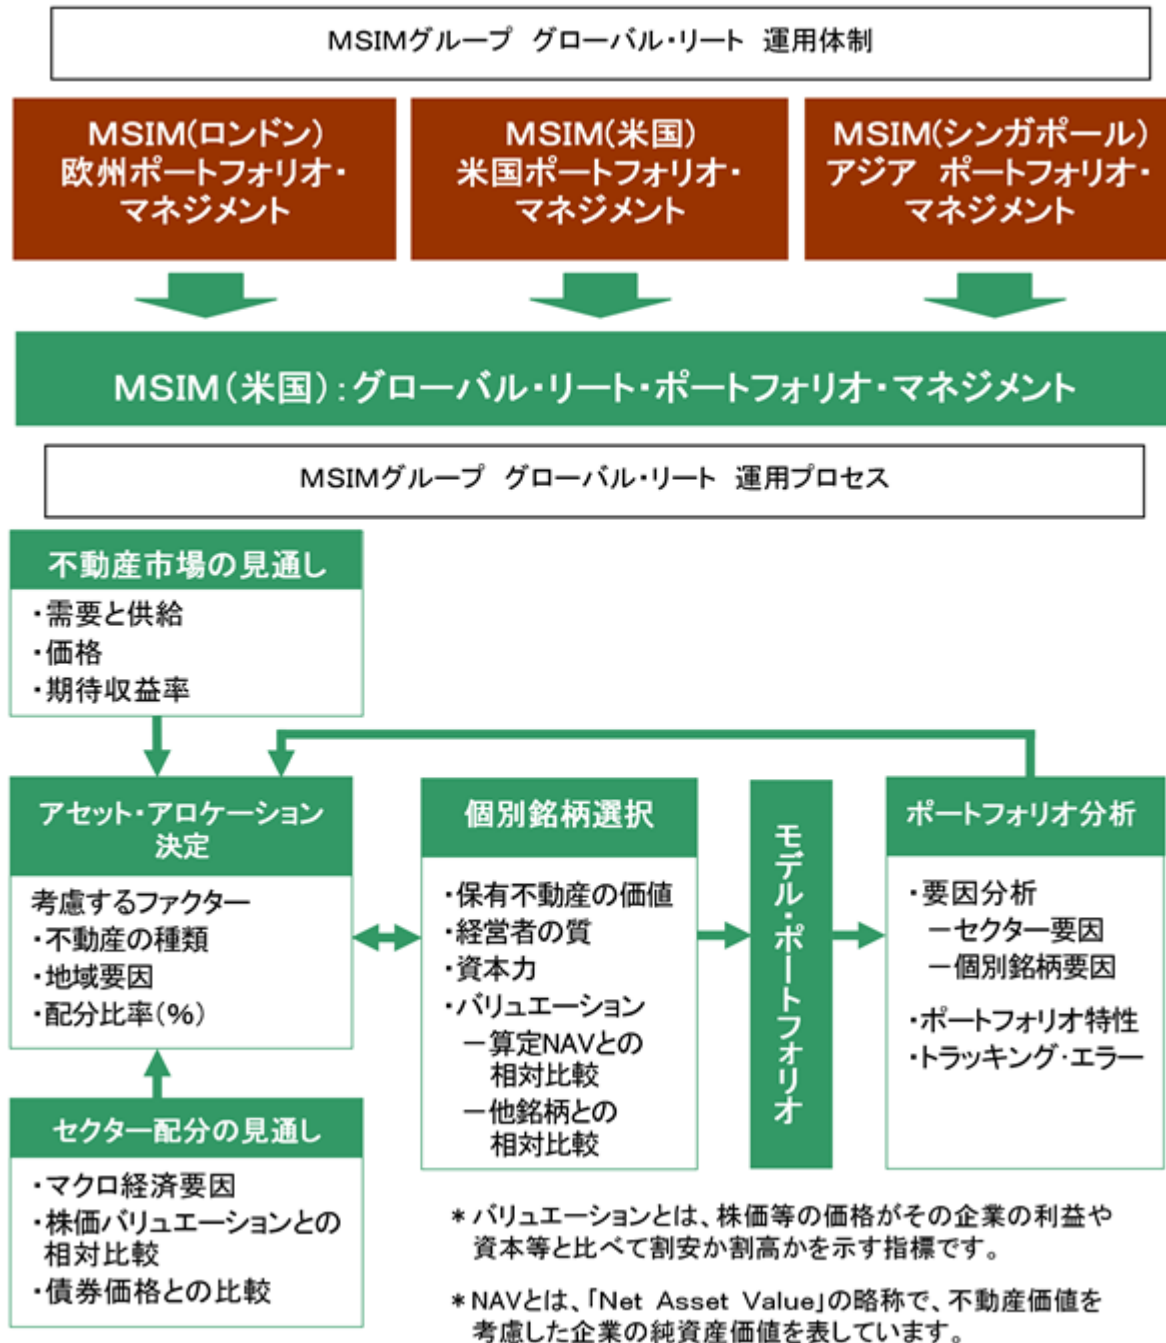 MSIMグループ グローバル・リート 運用体制
MSIM(ロンドン)
欧州ポートフォリオ・
マネジメント
MSIM(米国)
米国ポートフォリオ・
マネジメント
MSIM(シンガポール)
アジア ポートフォリオ・
マネジメント
MSIM(米国):グローバル・リート・ポートフォリオ・マネジメント
MSIMグループ グローバル・リート 運用プロセス
不動産市場の見通し
・需要と供給
・価格
・期待収益率
アセット・アロケーション
決定
考慮するファクター
・不動産の種類
・地域要因
・配分比率(%)
セクター配分の見通し
・マクロ経済要因
・株価バリュエーションとの
相対比較
・債券価格との比較
個別銘柄選択
・保有不動産の価値
・経営者の質
・資本力
・バリュエーション
－算定NAVとの
相対比較
－他銘柄との
相対比較
モデル・ポートフォリオ
ポートフォリオ分析
・要因分析
－セクター要因
－個別銘柄要因
・ポートフォリオ特性
・トラッキング・エラー
＊バリュエーションとは、株価等の価格がその企業の利益や
資本等と比べて割安か割高かを示す指標です。
＊NAVとは、「Net Asset Value」の略称で、不動産価値を
考慮した企業の純資産価値を表しています。